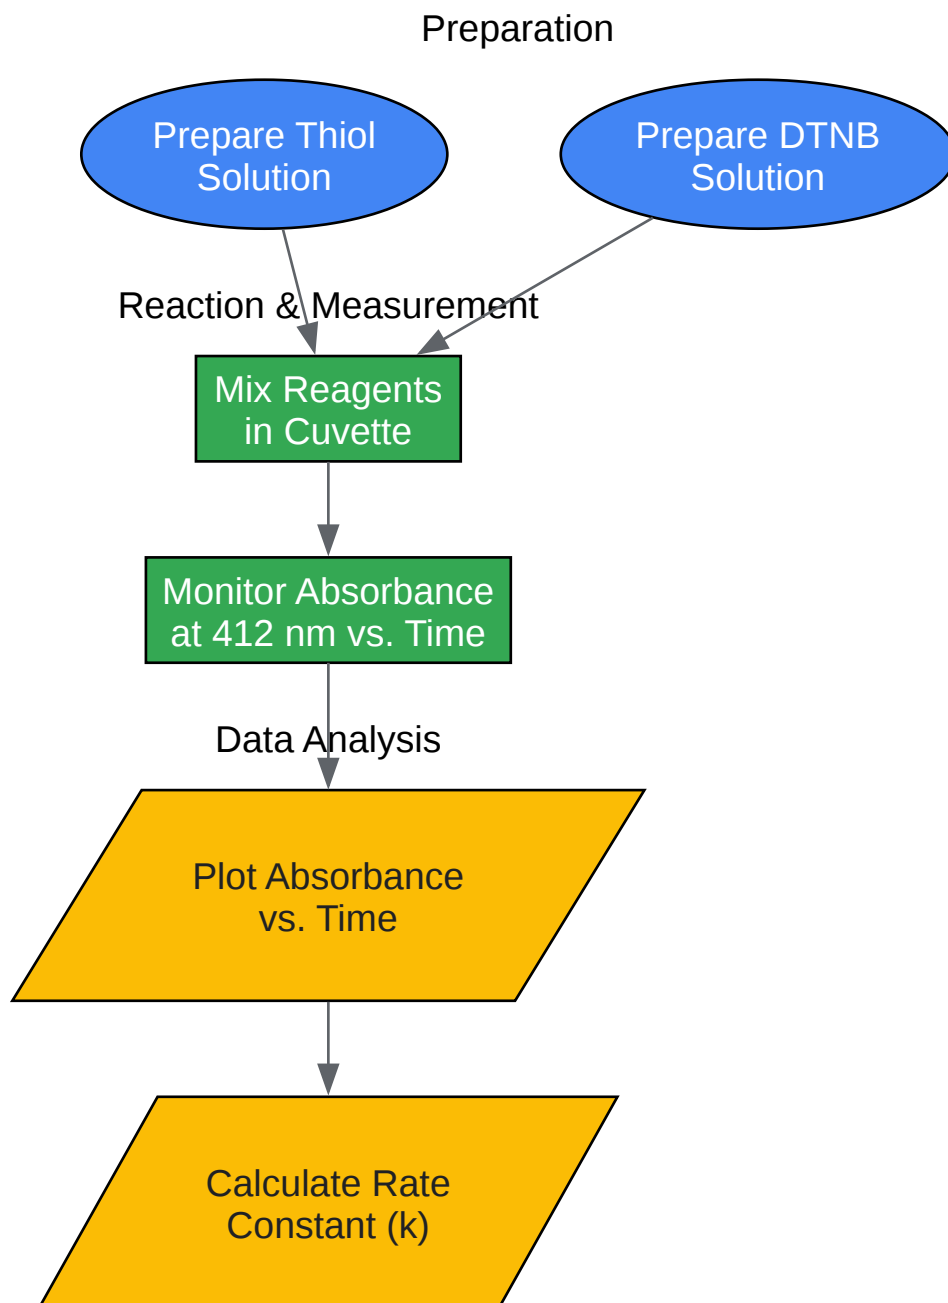 Preparation
Prepare Thiol
Solution
Prepare DTNB
Solution
Reaction & Measurement
Mix Reagents
in Cuvette
Monitor Absorbance
at 412 nm vs. Time
Data Analysis
Plot Absorbance
vs. Time
Calculate Rate
Constant (k)